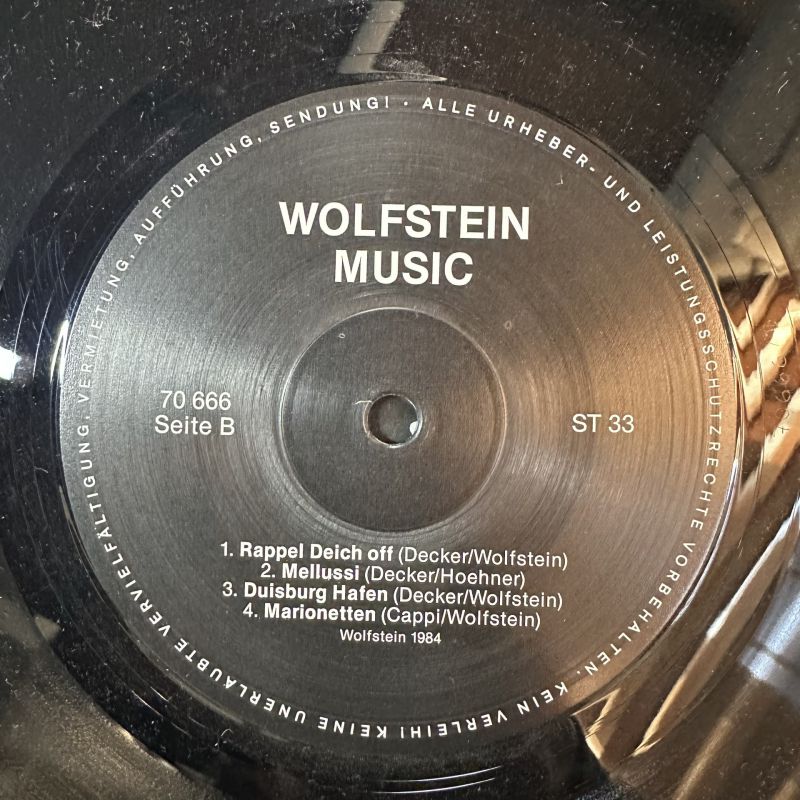 WOLFSTEIN
MUSIC
70 666
Seite B
ST 33
1. Rappel Deich off (Decker/Wolfstein)
2. Mellussi (Decker/Hoehner)
3. Duisburg Hafen (Decker/Wolfstein)
4. Marionetten (Cappi/Wolfstein)
Wolfstein 1984
ALLE URHEBER- UND LEISTUNGSSCHUTZRECHTE VORBEHALTEN. KEIN VERLEIH! KEINE UNERLAUBTE VERVIELFÄLTIGUNG, VERMIETUNG, AUFFÜHRUNG, SENDUNG! ·